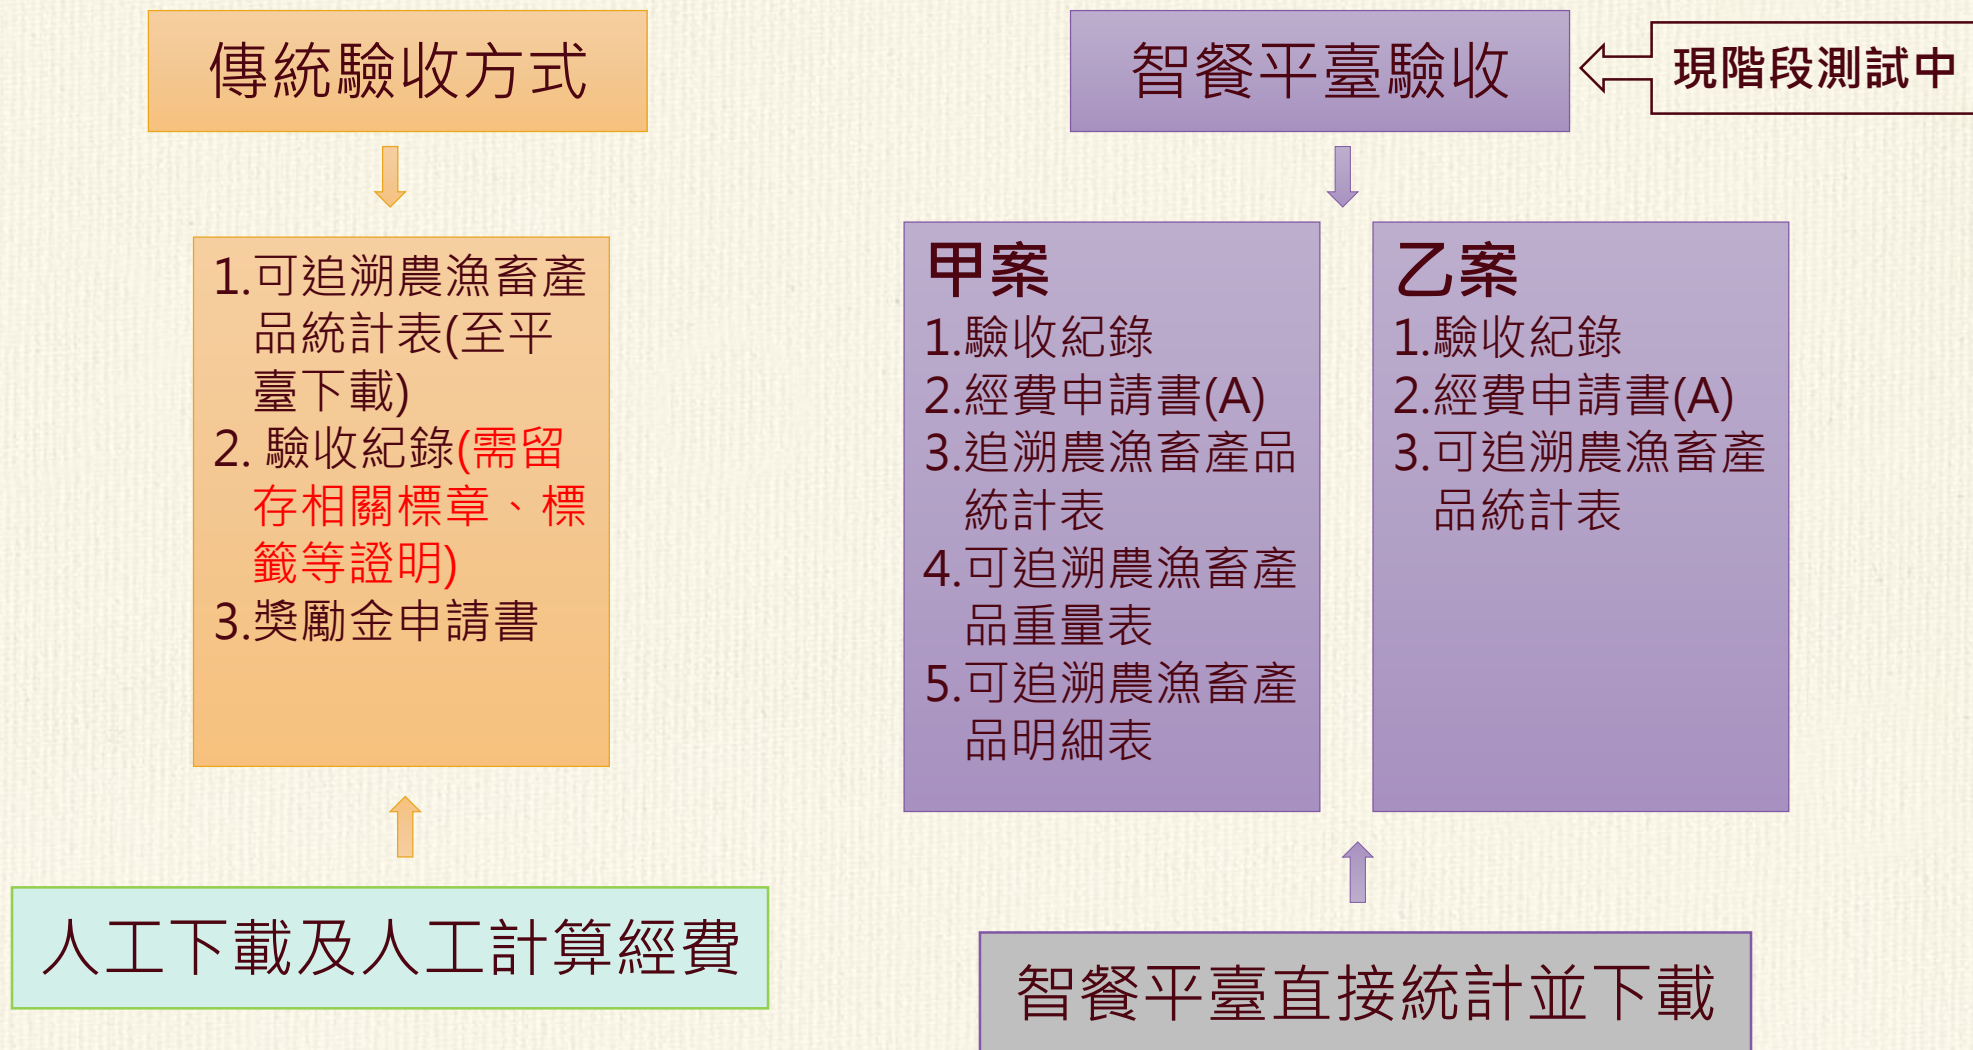 傳統驗收方式
1.可追溯農漁畜產
品統計表(至平
臺下載)
2. 驗收紀錄(需留
存相關標章、標
籤等證明)
3.獎勵金申請書
人工下載及人工計算經費
智餐平臺驗收
現階段測試中
甲案
1.驗收紀錄
2.經費申請書(A)
3.追溯農漁畜產品
統計表
4.可追溯農漁畜產
品重量表
5.可追溯農漁畜產
品明細表
乙案
1.驗收紀錄
2.經費申請書(A)
3.可追溯農漁畜產
品統計表
智餐平臺直接統計並下載